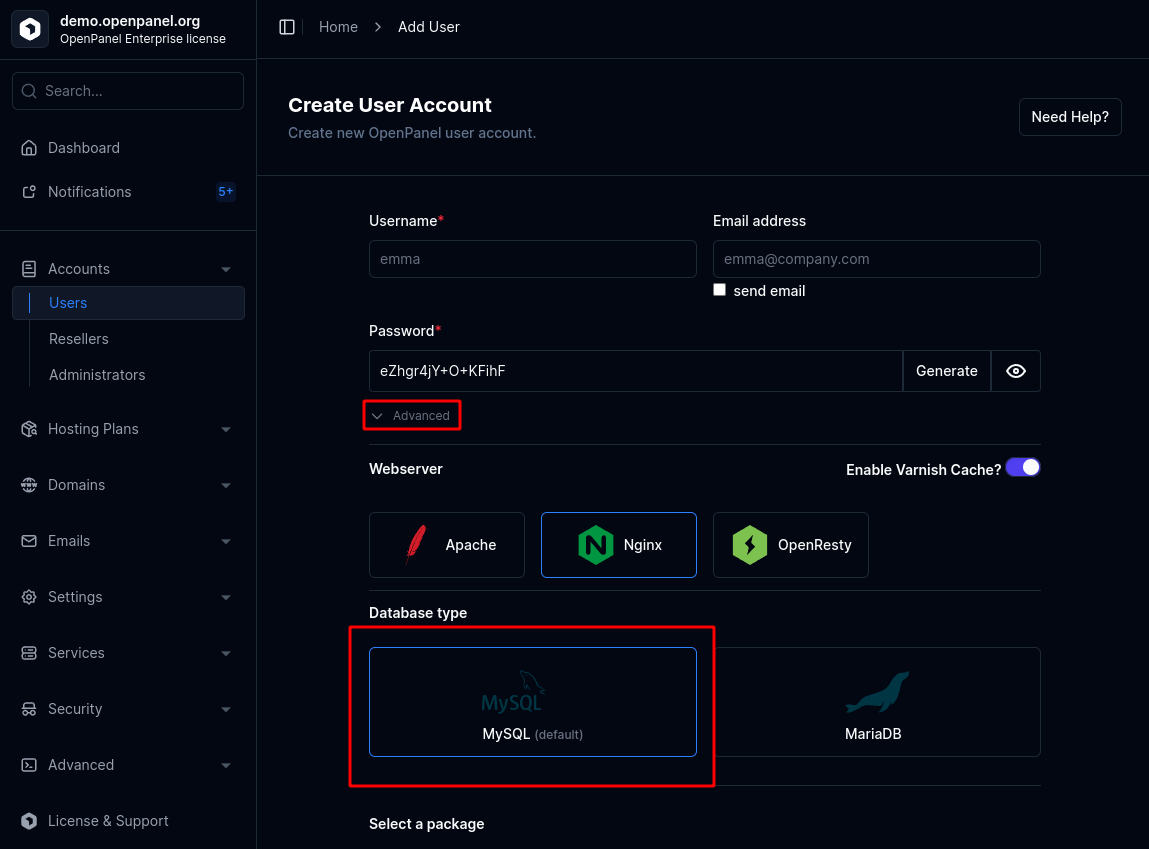 demo.openpanel.org
OpenPanel Enterprise license
Search...
Dashboard
Notifications 5+
Accounts
Users
Resellers
Administrators
Hosting Plans
Domains
Emails
Settings
Services
Security
Advanced
License & Support
Home > Add User
Create User Account
Create new OpenPanel user account.
Need Help?
Username* Email address
emma emma@company.com
send email
Password*
eZhgr4jY+O+KFihF Generate
Advanced
Webserver Enable Varnish Cache?
Apache Nginx OpenResty
Database type
MySQL
MySQL (default) MariaDB
Select a package